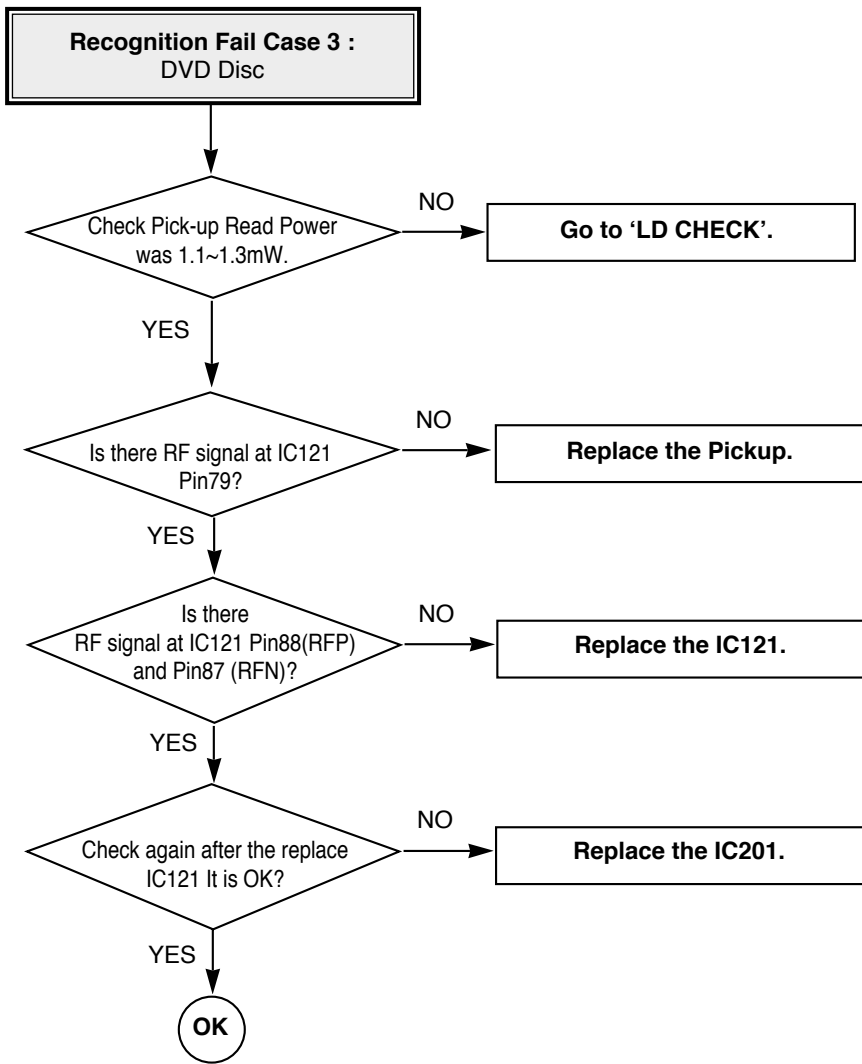 Recognition Fail Case 3 :
DVD Disc
Check Pick-up Read Power
was 1.1~1.3mW.
NO
Go to ‘LD CHECK’.
YES
Is there RF signal at IC121
Pin79?
NO
Replace the Pickup.
YES
Is there
RF signal at IC121 Pin88(RFP)
and Pin87 (RFN)?
NO
Replace the IC121.
YES
Check again after the replace
IC121 It is OK?
NO
Replace the IC201.
YES
OK